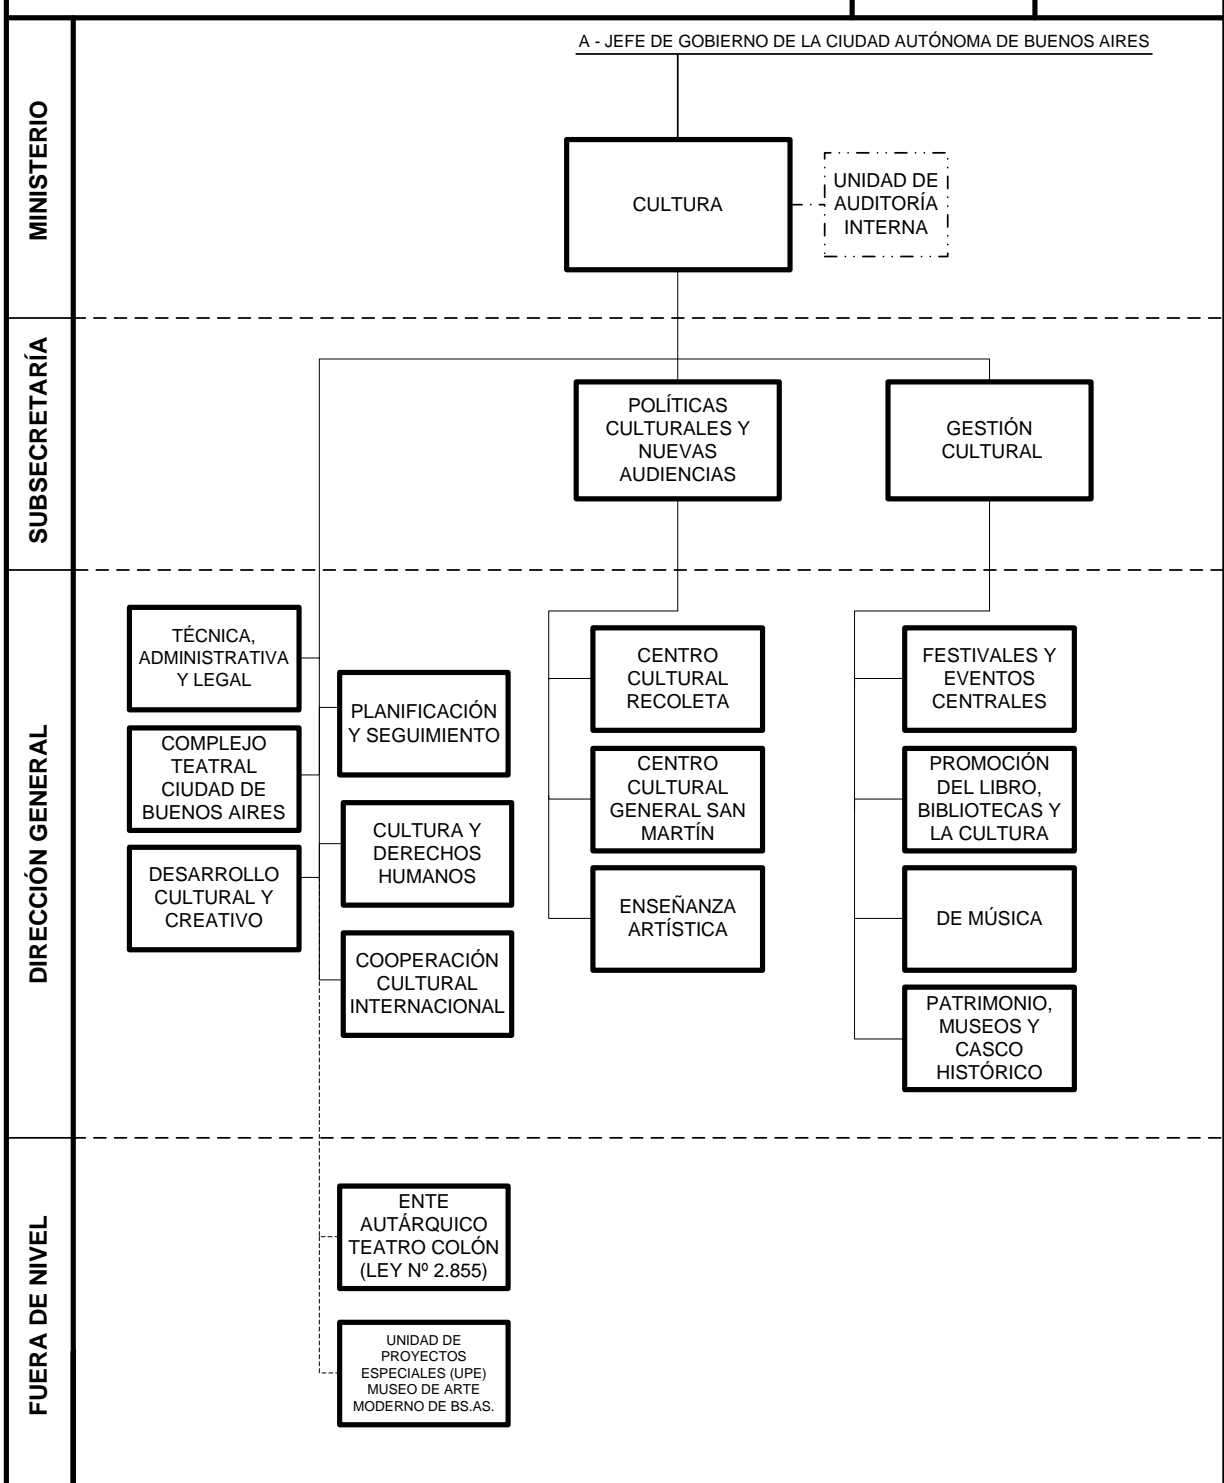 A - JEFE DE GOBIERNO DE LA CIUDAD AUTÓNOMA DE BUENOS AIRES
MINISTERIO
CULTURA
UNIDAD DE
AUDITORÍA
INTERNA
SUBSECRETARÍA
POLÍTICAS
CULTURALES Y
NUEVAS
AUDIENCIAS
GESTIÓN
CULTURAL
DIRECCIÓN GENERAL
TÉCNICA,
ADMINISTRATIVA
Y LEGAL
COMPLEJO
TEATRAL
CIUDAD DE
BUENOS AIRES
DESARROLLO
CULTURAL Y
CREATIVO
PLANIFICACIÓN
Y SEGUIMIENTO
CULTURA Y
DERECHOS
HUMANOS
COOPERACIÓN
CULTURAL
INTERNACIONAL
CENTRO
CULTURAL
RECOLETA
CENTRO
CULTURAL
GENERAL SAN
MARTÍN
ENSEÑANZA
ARTÍSTICA
FESTIVALES Y
EVENTOS
CENTRALES
PROMOCIÓN
DEL LIBRO,
BIBLIOTECAS Y
LA CULTURA
DE MÚSICA
PATRIMONIO,
MUSEOS Y
CASCO
HISTÓRICO
FUERA DE NIVEL
ENTE
AUTÁRQUICO
TEATRO COLÓN
(LEY Nº 2.855)
UNIDAD DE
PROYECTOS
ESPECIALES (UPE)
MUSEO DE ARTE
MODERNO DE BS.AS.